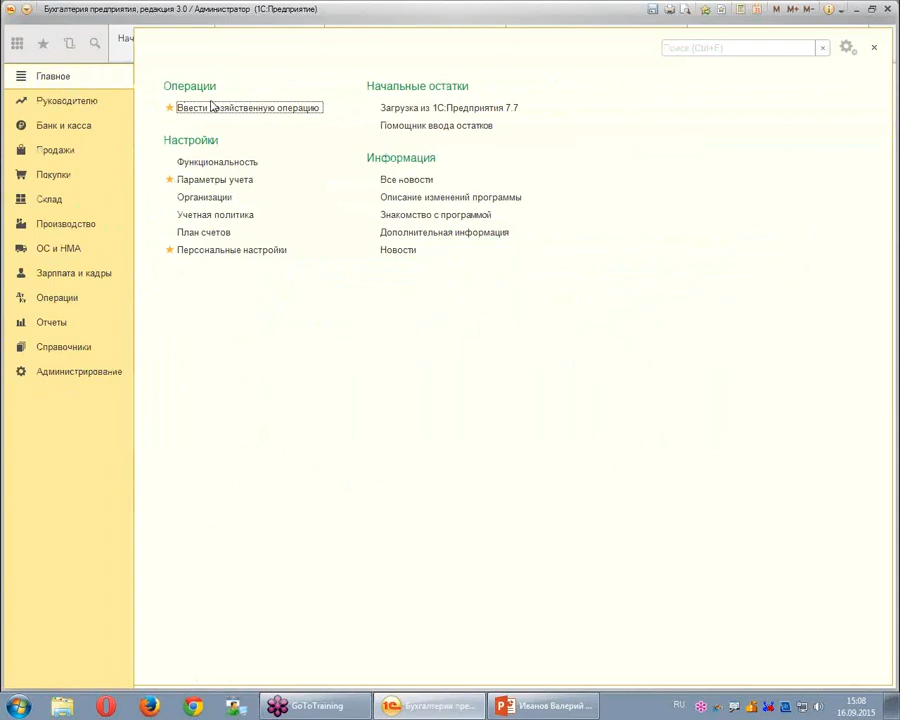 Бухгалтерия предприятия, редакция 3.0 / Администратор (1С:Предприятие)
M M+ M-
Нач
Поиск (Ctrl+F)
Главное
Руководителю
Банк и касса
Продажи
Покупки
Склад
Производство
ОС и НМА
Зарплата и кадры
Операции
Отчеты
Справочники
Администрирование
Операции
Ввести хозяйственную операцию
Настройки
Функциональность
Параметры учета
Организации
Учетная политика
План счетов
Персональные настройки
Начальные остатки
Загрузка из 1С:Предприятия 7.7
Помощник ввода остатков
Информация
Все новости
Описание изменений программы
Знакомство с программой
Дополнительная информация
Новости
GoToTraining
Бухгалтерия пре...
Иванов Валерий ...
RU
15:08
16.09.2015